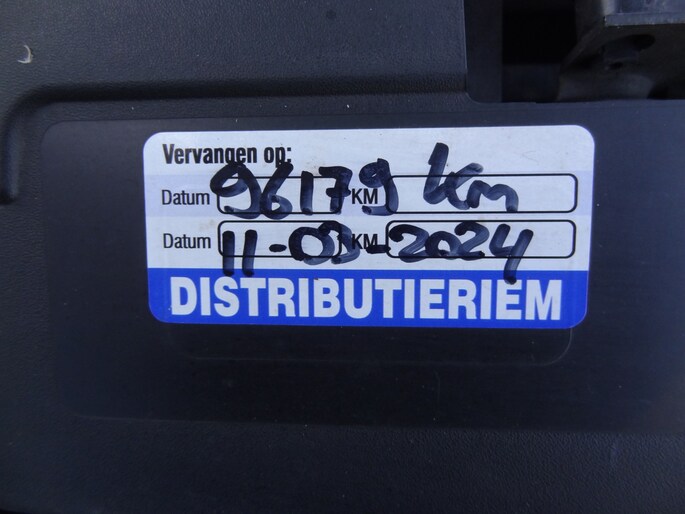 Vervangen op:
Datum 96179 KM Km
Datum 11-03-2024 KM
DISTRIBUTIERIEM